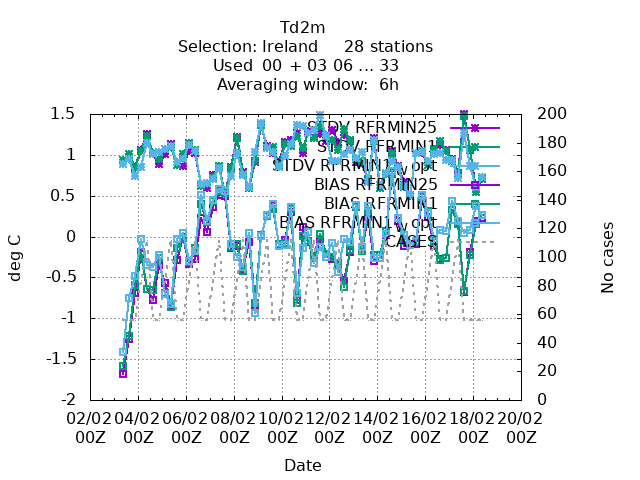 Td2m
Selection: Ireland 28 stations
Used 00 + 03 06 ... 33
Averaging window: 6h
1.5
1
0.5
0
-0.5
-1
-1.5
-2
deg C
200
180
160
140
120
100
80
60
40
20
0
No cases
STDV RFRMIN25
STDV RFRMIN1
STDV RFRMIN1w_opt
BIAS RFRMIN25
BIAS RFRMIN1
BIAS RFRMIN1w_opt
CASES
02/02 04/02 06/02 08/02 10/02 12/02 14/02 16/02 18/02 20/02
00Z 00Z 00Z 00Z 00Z 00Z 00Z 00Z 00Z 00Z
Date